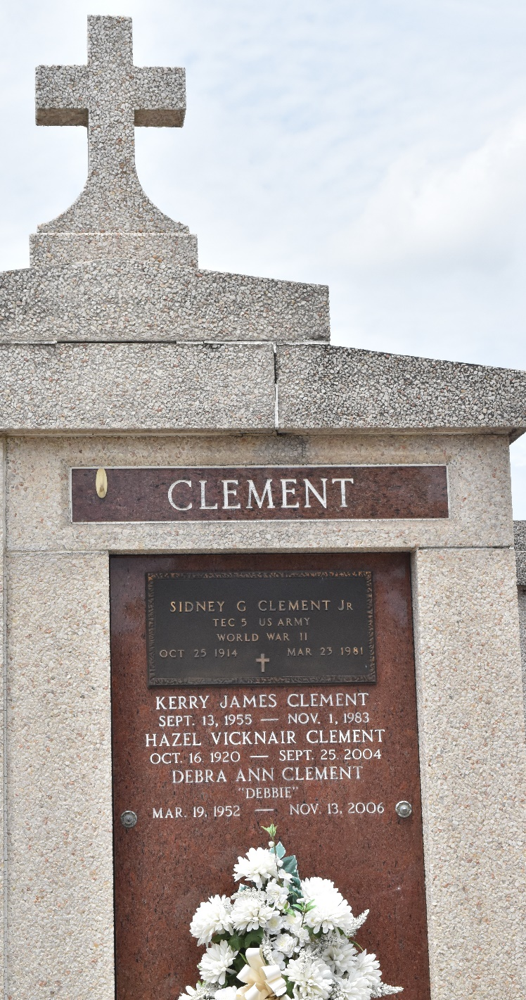 CLEMENT
SIDNEY G CLEMENT JR
TEC 5 US ARMY
WORLD WAR II
OCT 25 1914 MAR 23 1981
KERRY JAMES CLEMENT
SEPT. 13, 1955 — NOV. 1, 1983
HAZEL VICKNAIR CLEMENT
OCT. 16 1920 — SEPT. 25. 2004
DEBRA ANN CLEMENT
"DEBBIE"
MAR. 19, 1952 — NOV. 13, 2006